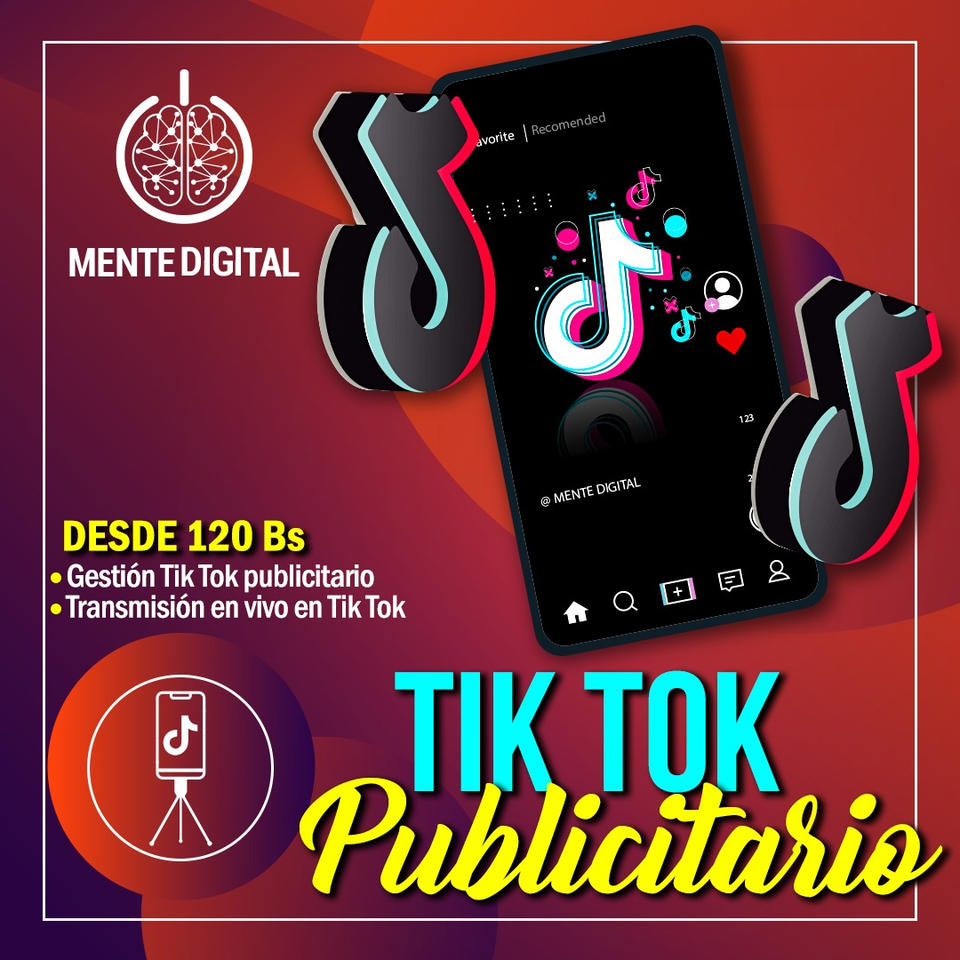 MENTE DIGITAL
avorite | Recomended
123
@ MENTE DIGITAL
DESDE 120 Bs
• Gestión Tik Tok publicitario
• Transmisión en vivo en Tik Tok
TIK TOK
Publicitario